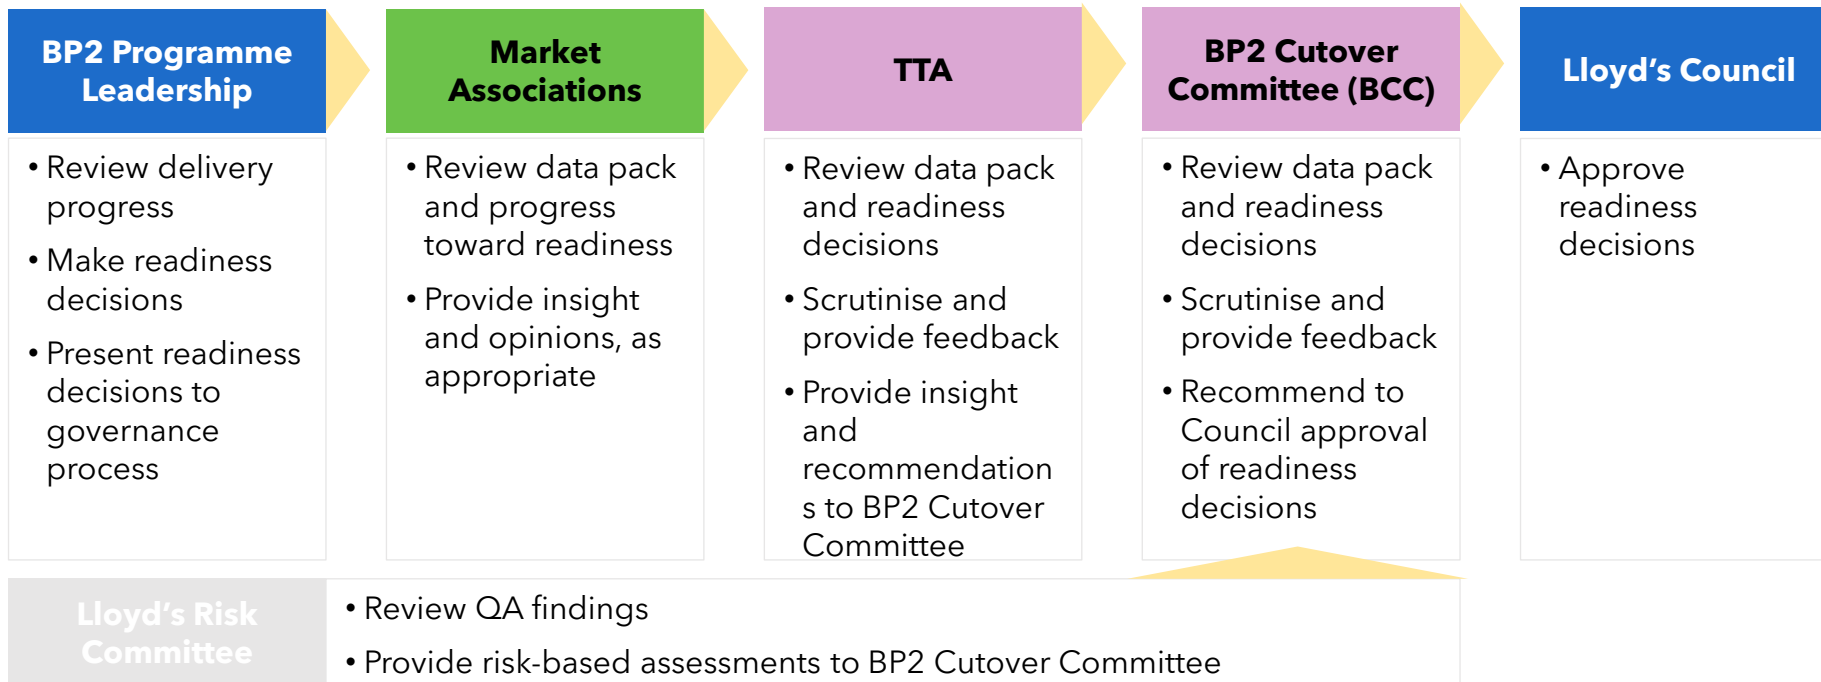 BP2 Programme
Leadership
• Review delivery
progress
• Make readiness
decisions
• Present readiness
decisions to
governance
process
Market
Associations
• Review data pack
and progress
toward readiness
• Provide insight
and opinions, as
appropriate
TTA
• Review data pack
and readiness
decisions
• Scrutinise and
provide feedback
• Provide insight
and
recommendation
s to BP2 Cutover
Committee
BP2 Cutover
Committee (BCC)
• Review data pack
and readiness
decisions
• Scrutinise and
provide feedback
• Recommend to
Council approval
of readiness
decisions
Lloyd’s Council
• Approve
readiness
decisions
Lloyd’s Risk
Committee
• Review QA findings
• Provide risk-based assessments to BP2 Cutover Committee